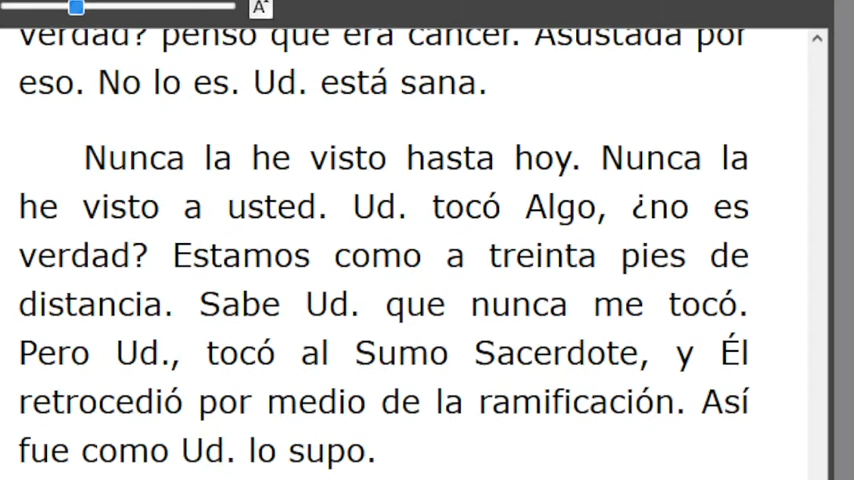 A
verdad? pensó que era cáncer. Asustada por
eso. No lo es. Ud. está sana.
Nunca la he visto hasta hoy. Nunca la
he visto a usted. Ud. tocó Algo, ¿no es
verdad? Estamos como a treinta pies de
distancia. Sabe Ud. que nunca me tocó.
Pero Ud., tocó al Sumo Sacerdote, y Él
retrocedió por medio de la ramificación. Así
fue como Ud. lo supo.